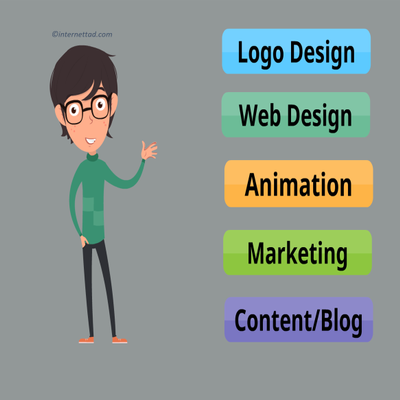 ©internettad.com
Logo Design
Web Design
Animation
Marketing
Content/Blog